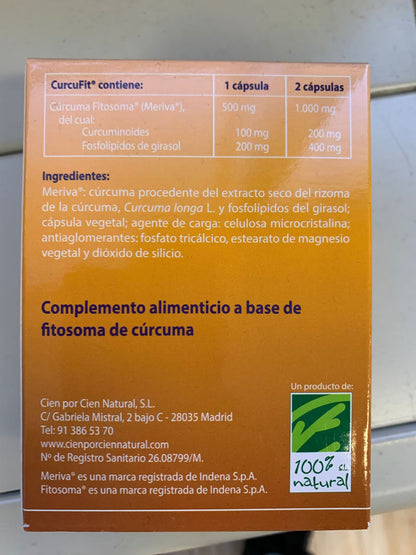 CurcuFit® contiene: 1 cápsula 2 cápsulas
Cúrcuma Fitosoma® (Meriva®), 500 mg 1.000 mg
del cual:
Curcuminoides 100 mg 200 mg
Fosfolípidos de girasol 200 mg 400 mg
Ingredientes:
Meriva®: cúrcuma procedente del extracto seco del rizoma
de la cúrcuma, Curcuma longa L. y fosfolípidos del girasol;
cápsula vegetal; agente de carga: celulosa microcristalina;
antiaglomerantes: fosfato tricálcico, estearato de magnesio
vegetal y dióxido de silicio.
Complemento alimenticio a base de
fitosoma de cúrcuma
Un producto de:
Cien por Cien Natural, S.L.
C/ Gabriela Mistral, 2 bajo C - 28035 Madrid
Tel: 91 386 53 70
www.cienporciennatural.com
Nº de Registro Sanitario 26.08799/M.
100% S.L.
natural
Meriva® es una marca registrada de Indena S.p.A.
Fitosoma® es una marca registrada de Indena S.p.A.